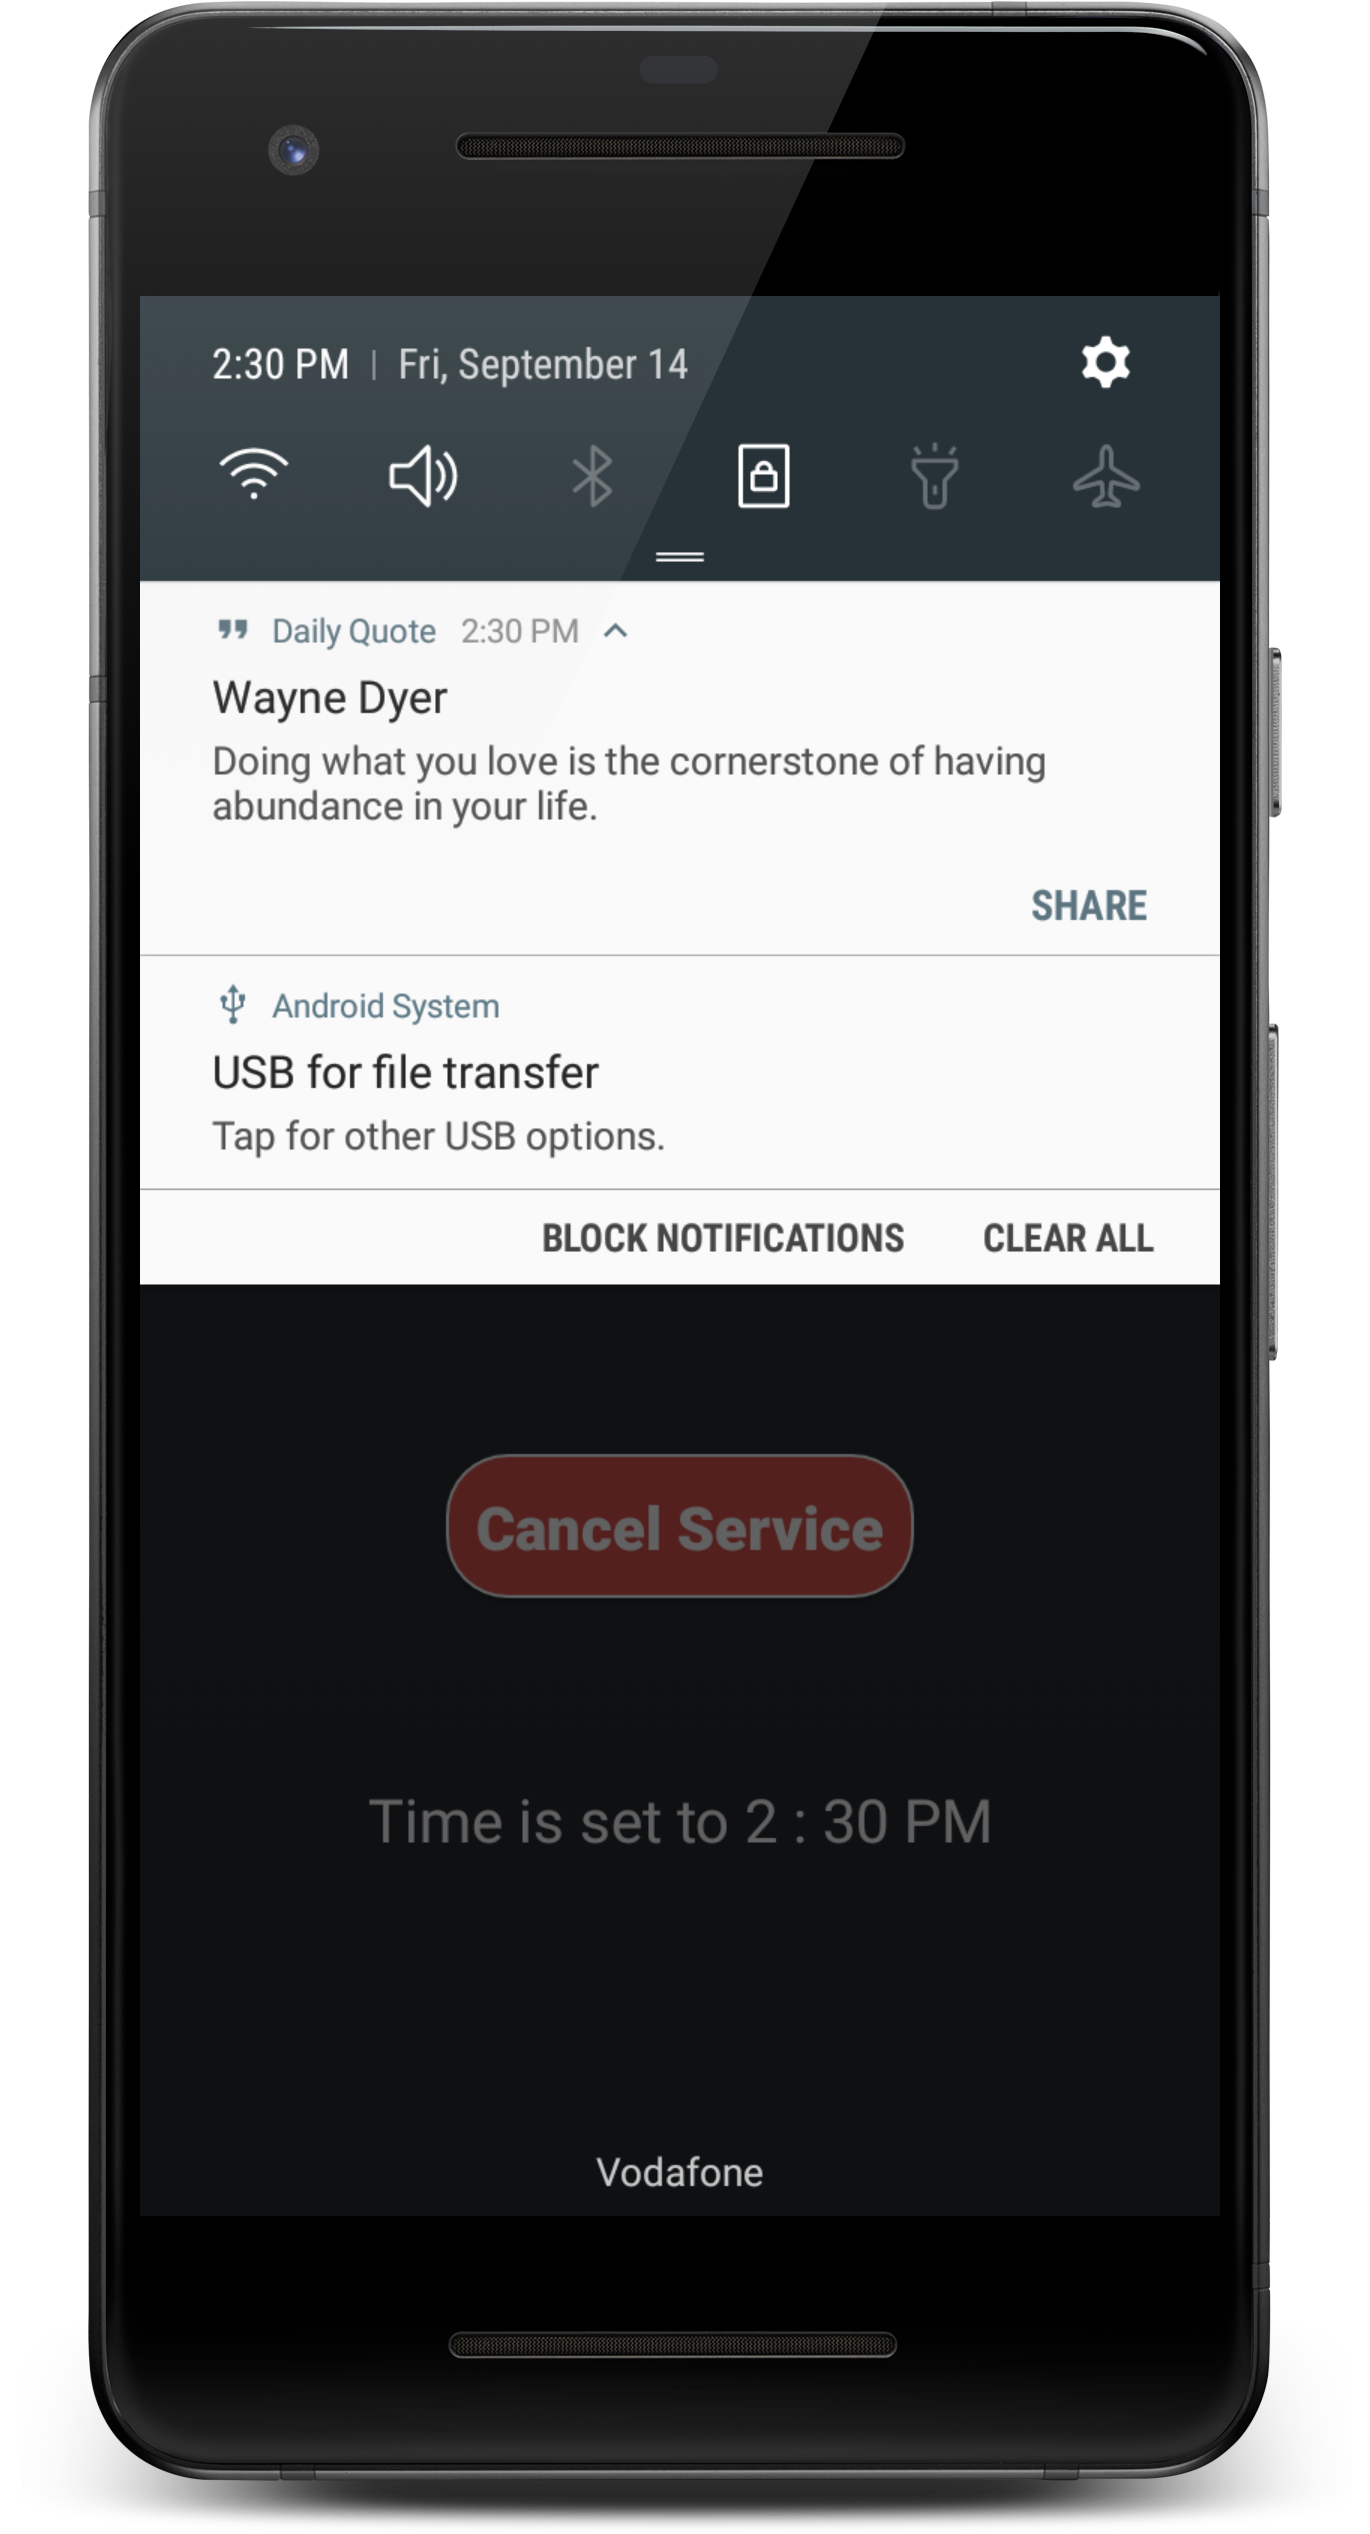 2:30 PM | Fri, September 14
Daily Quote 2:30 PM
Wayne Dyer
Doing what you love is the cornerstone of having
abundance in your life.
SHARE
Android System
USB for file transfer
Tap for other USB options.
BLOCK NOTIFICATIONS CLEAR ALL
Cancel Service
Time is set to 2 : 30 PM
Vodafone